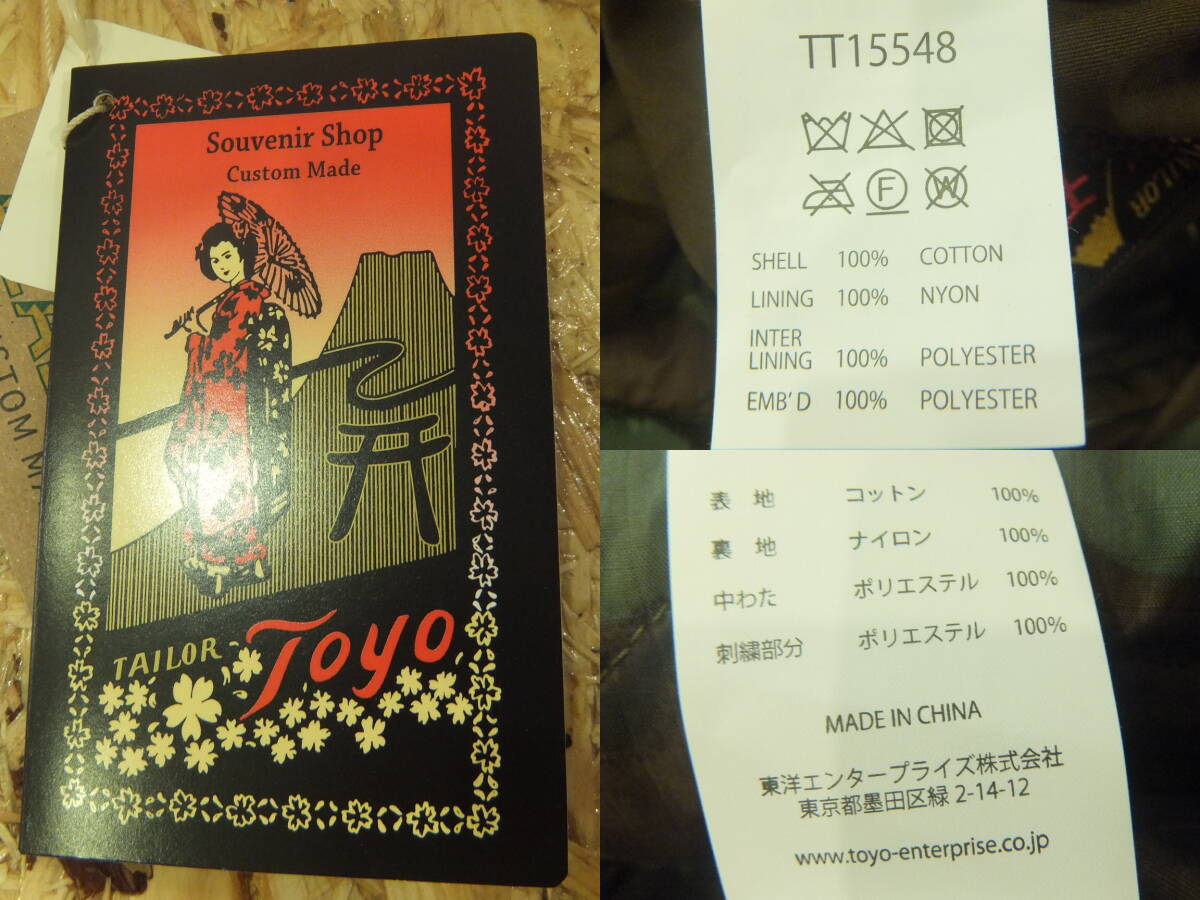 Souvenir Shop
Custom Made
TAILOR Toyo
TT15548
F
W
SHELL 100% COTTON
LINING 100% NYON
INTER
LINING 100% POLYESTER
EMB' D 100% POLYESTER
TAILOR
表 地 コットン 100%
裏 地 ナイロン 100%
中わた ポリエステル 100%
刺繍部分 ポリエステル 100%
MADE IN CHINA
東洋エンタープライズ株式会社
東京都墨田区緑 2-14-12
www.toyo-enterprise.co.jp